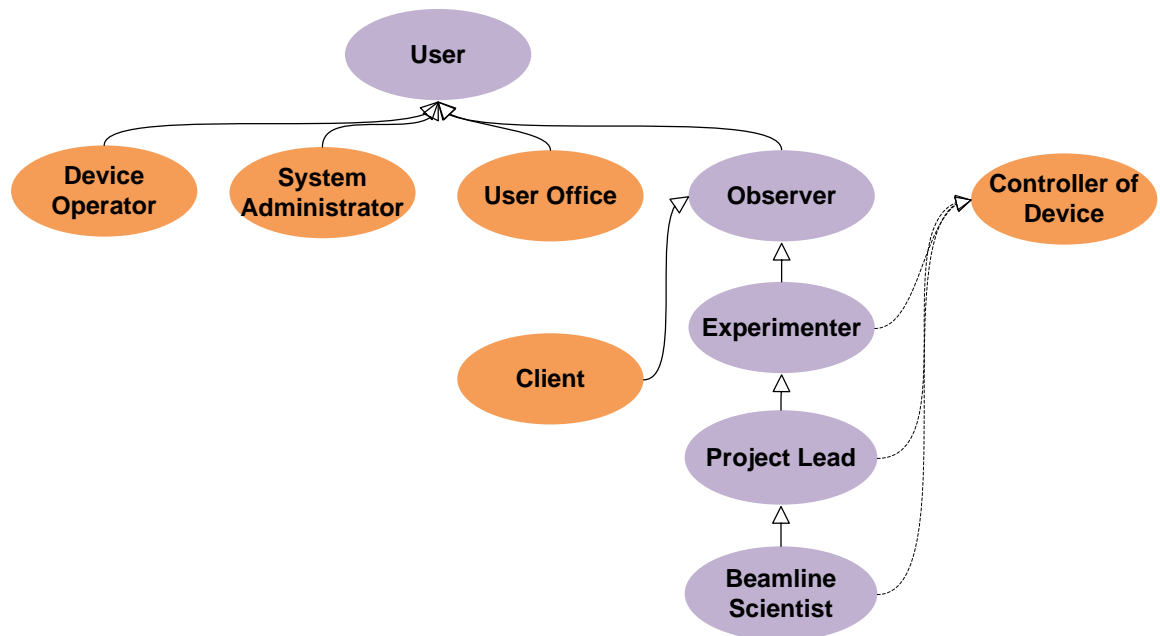 User
Device
Operator
System
Administrator
User Office
Observer
Controller of
Device
Experimenter
Client
Project Lead
Beamline
Scientist